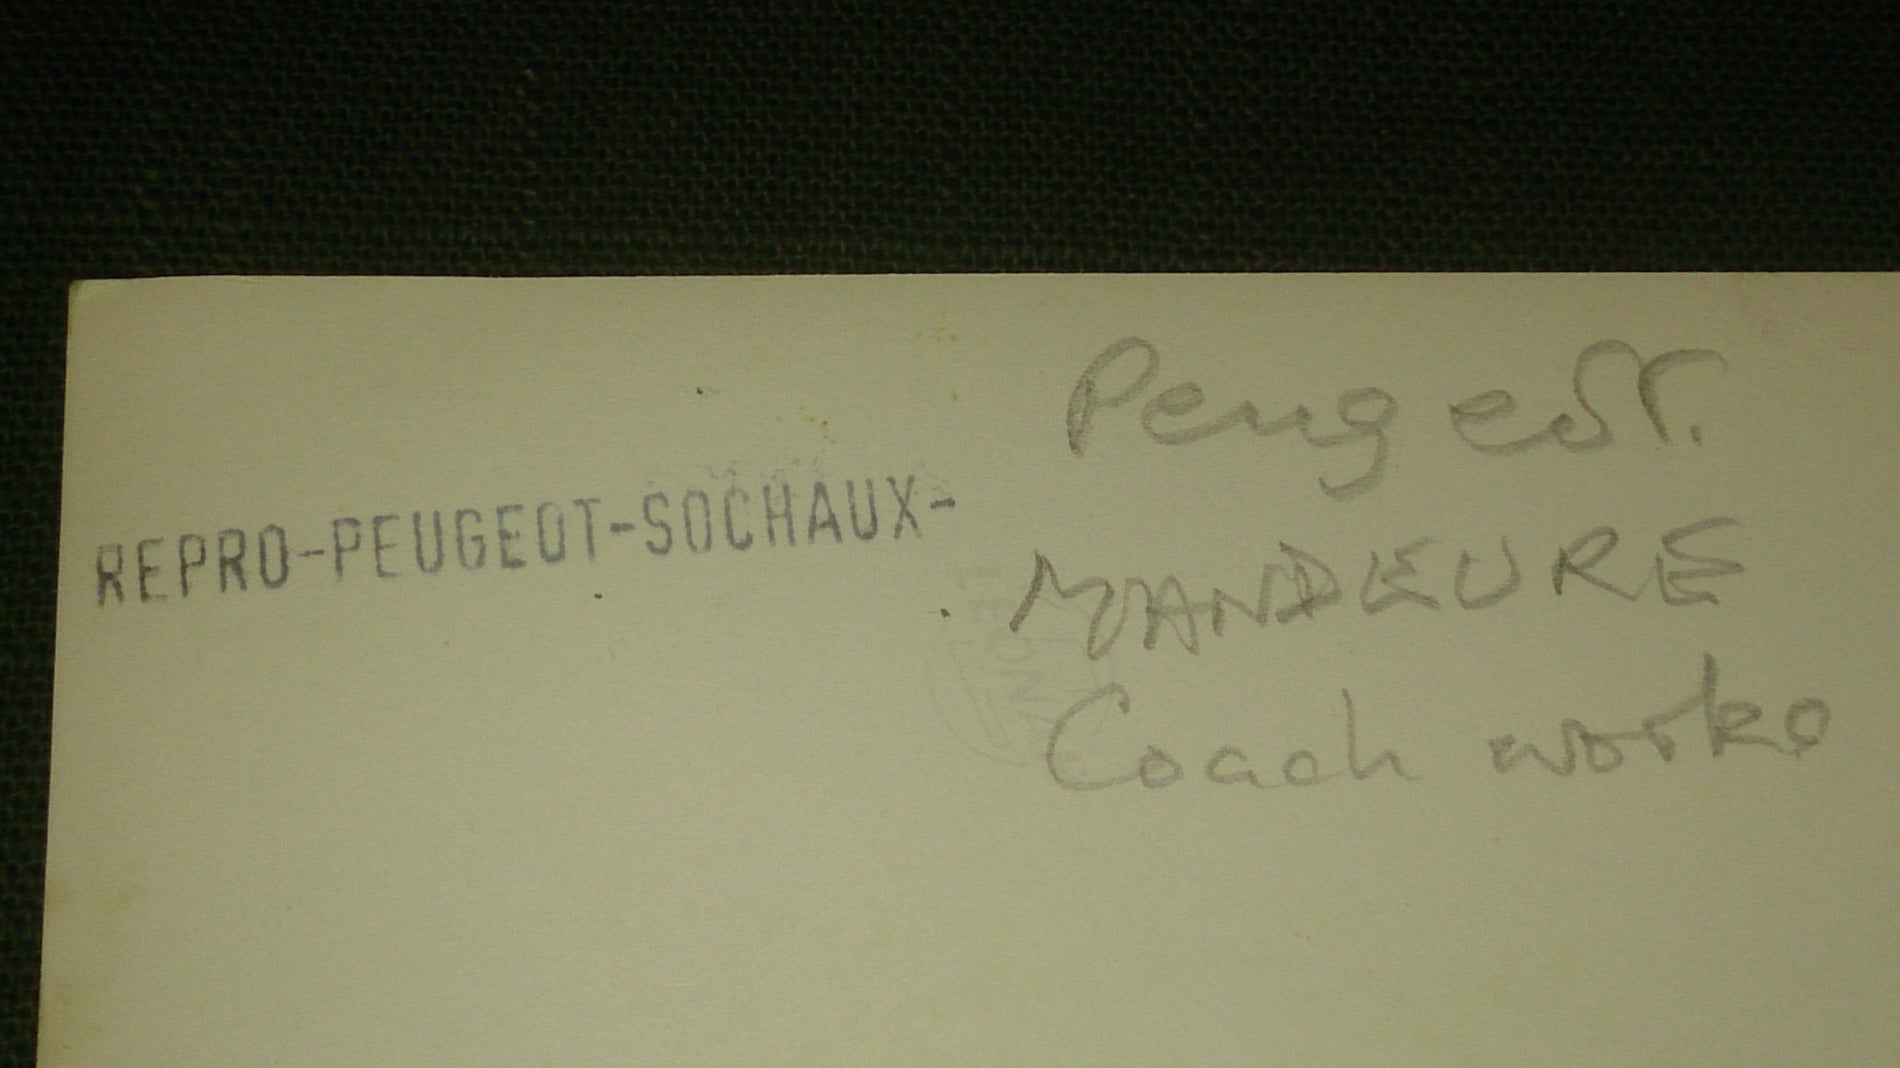 REPRO-PEUGEOT-SOCHAUX-
Peugeot.
MANDEURE
Coach works